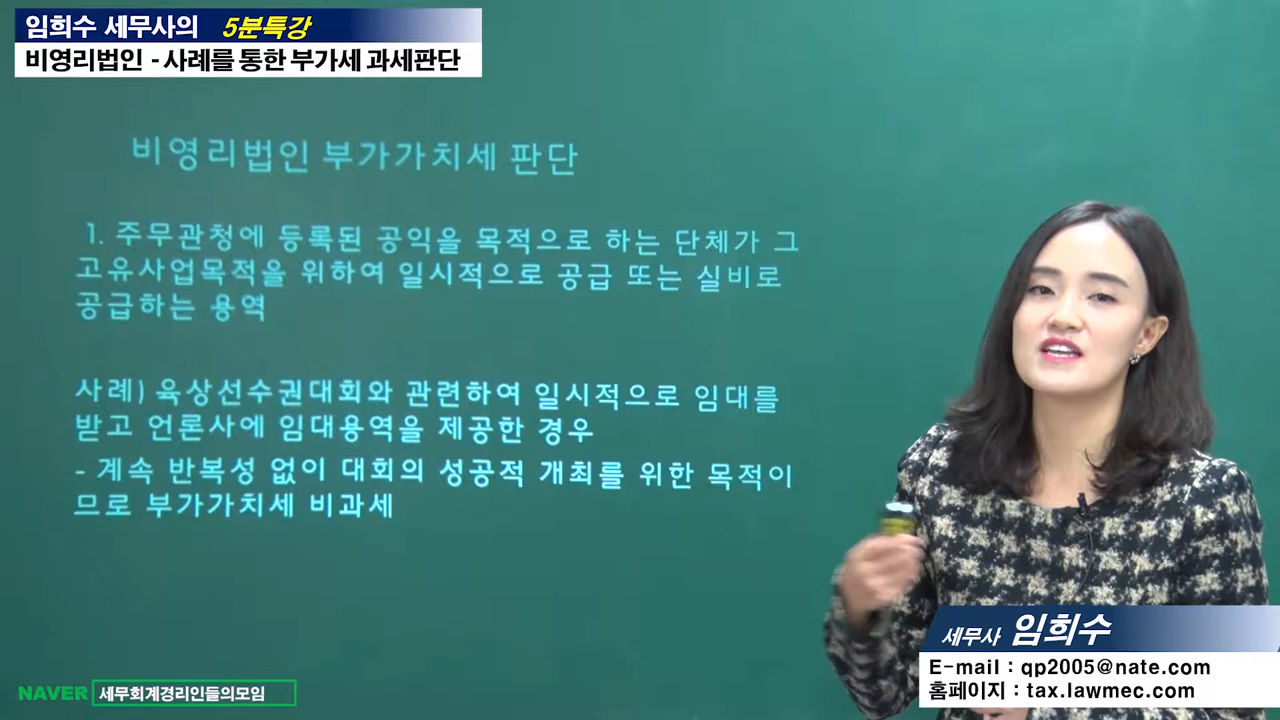 임희수 세무사의 5분특강
비영리법인 - 사례를 통한 부가세 과세판단
비영리법인 부가가치세 판단
1. 주무관청에 등록된 공익을 목적으로 하는 단체가 그
고유사업목적을 위하여 일시적으로 공급 또는 실비로
공급하는 용역
사례) 육상선수권대회와 관련하여 일시적으로 임대를
받고 언론사에 임대용역을 제공한 경우
- 계속 반복성 없이 대회의 성공적 개최를 위한 목적이
므로 부가가치세 비과세
세무사 임희수
E-mail : qp2005@nate.com
홈페이지 : tax.lawmec.com
NAVER 세무회계경리인들의모임